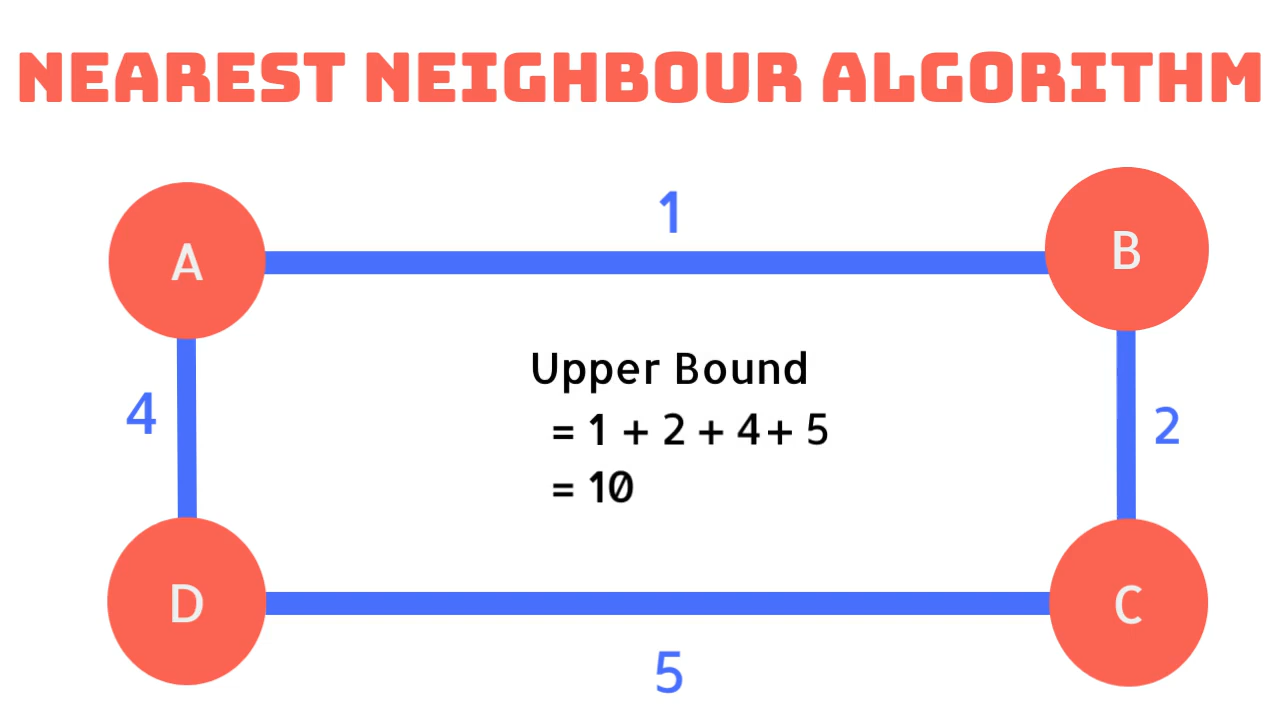 NEAREST NEIGHBOUR ALGORITHM
1
A
B
Upper Bound
4
= 1 + 2 + 4 + 5
2
= 10
D
C
5